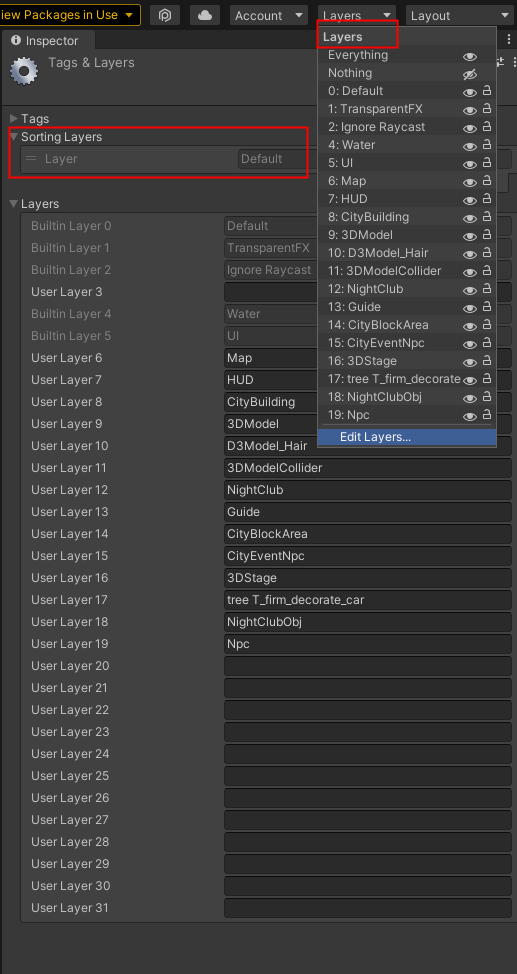 iew Packages in Use
Account
Layers
Layout
Inspector
Tags & Layers
Tags
Sorting Layers
Layer Default
Layers
Builtin Layer 0 Default
Builtin Layer 1 TransparentFX
Builtin Layer 2 Ignore Raycast
User Layer 3
Builtin Layer 4 Water
Builtin Layer 5 UI
User Layer 6 Map
User Layer 7 HUD
User Layer 8 CityBuilding
User Layer 9 3DModel
User Layer 10 D3Model_Hair
User Layer 11 3DModelCollider
User Layer 12 NightClub
User Layer 13 Guide
User Layer 14 CityBlockArea
User Layer 15 CityEventNpc
User Layer 16 3DStage
User Layer 17 tree T_firm_decorate_car
User Layer 18 NightClubObj
User Layer 19 Npc
User Layer 20
User Layer 21
User Layer 22
User Layer 23
User Layer 24
User Layer 25
User Layer 26
User Layer 27
User Layer 28
User Layer 29
User Layer 30
User Layer 31
Layers
Everything
Nothing
0: Default
1: TransparentFX
2: Ignore Raycast
4: Water
5: UI
6: Map
7: HUD
8: CityBuilding
9: 3DModel
10: D3Model_Hair
11: 3DModelCollider
12: NightClub
13: Guide
14: CityBlockArea
15: CityEventNpc
16: 3DStage
17: tree T_firm_decorate
18: NightClubObj
19: Npc
Edit Layers...